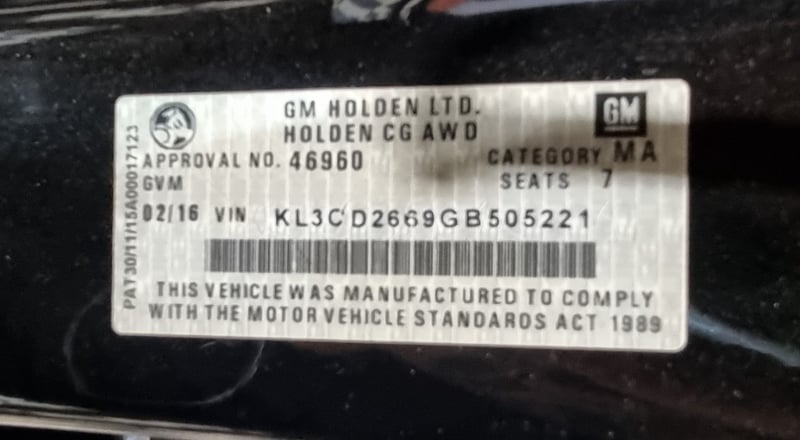 GM HOLDEN LTD.
GM
HOLDEN CG AWD
APPROVAL NO. 46960
CATEGORY MA
GVM
SEATS 7
02/16 VIN KL3CD2669GB505221
THIS VEHICLE WAS MANUFACTURED TO COMPLY
WITH THE MOTOR VEHICLE STANDARDS ACT 1989
PAT30/11/15A00017123